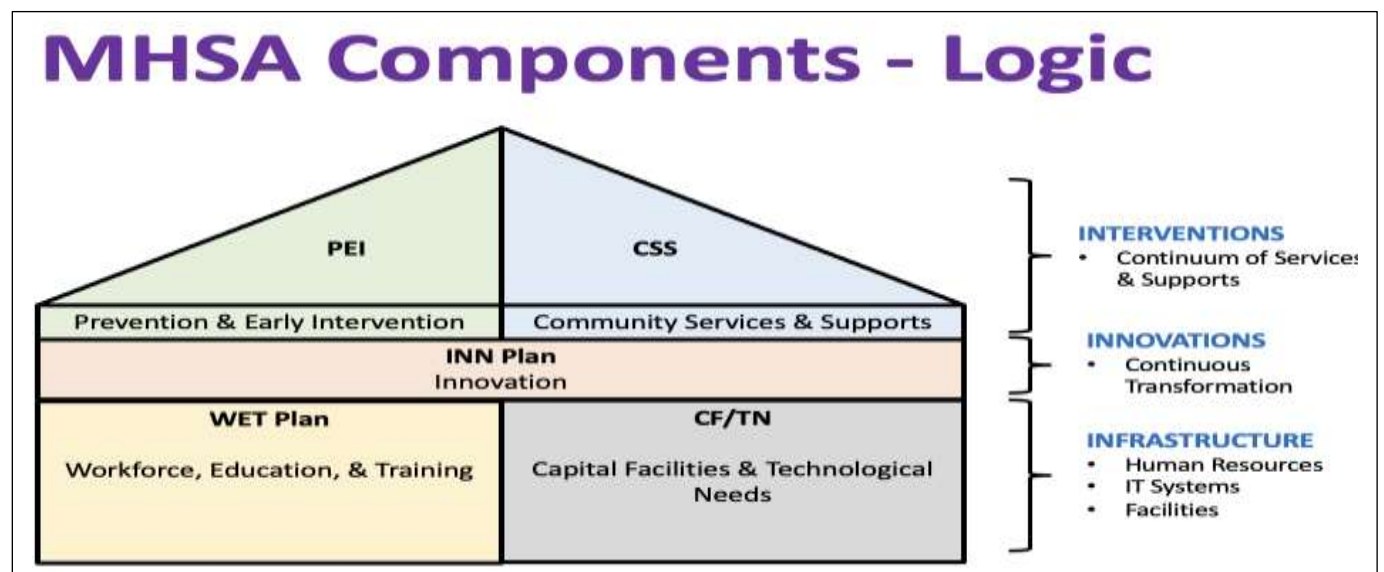 MHSA Components - Logic
PEI
CSS
Prevention & Early Intervention
Community Services & Supports
INN Plan
Innovation
WET Plan
Workforce, Education, & Training
CF/TN
Capital Facilities & Technological
Needs
INTERVENTIONS
• Continuum of Services
& Supports
INNOVATIONS
• Continuous
Transformation
INFRASTRUCTURE
• Human Resources
• IT Systems
• Facilities